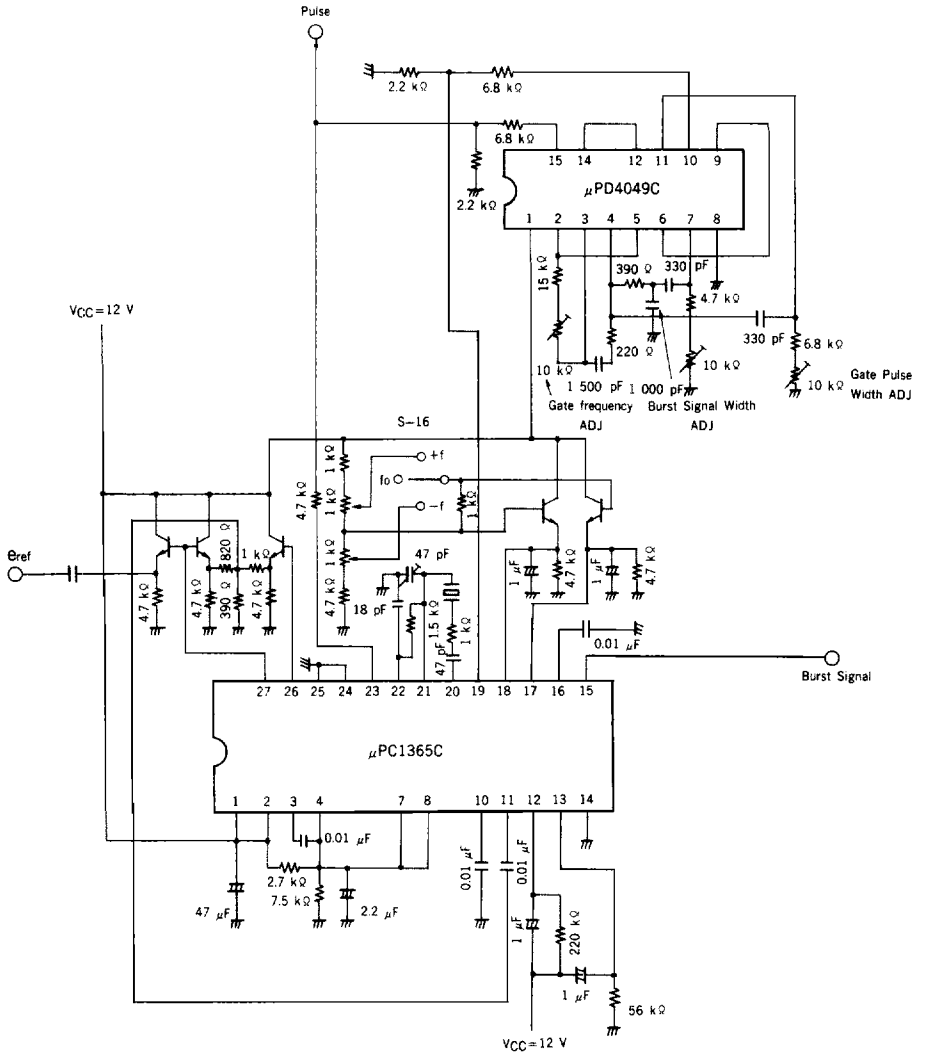 Pulse
2.2 kΩ
6.8 kΩ
6.8 kΩ
2.2 kΩ
15 14 12 11 10 9
μPD4049C
1 2 3 4 5 6 7 8
15 kΩ
390 Ω
330 pF
4.7 kΩ
VCC=12 V
220 Ω
330 pF
6.8 kΩ
10 kΩ
10 kΩ
10 kΩ
1 500 pF
1 000 pF
Gate frequency
ADJ
Burst Signal Width
ADJ
Gate Pulse
Width ADJ
S-16
1 kΩ
+f
fo
4.7 kΩ
1 kΩ
-f
1 kΩ
eref
820 Ω
1 kΩ
1 kΩ
47 pF
4.7 kΩ
4.7 kΩ
390 Ω
4.7 kΩ
4.7 kΩ
18 pF
1.5 kΩ
1 kΩ
47 pF
1 μF
4.7 kΩ
1 μF
4.7 kΩ
0.01 μF
Burst Signal
27 26 25 24 23 22 21 20 19 18 17 16 15
μPC1365C
1 2 3 4 7 8 10 11 12 13 14
0.01 μF
2.7 kΩ
7.5 kΩ
47 μF
2.2 μF
0.01 μF
0.01 μF
1 μF
220 kΩ
1 μF
56 kΩ
VCC=12 V